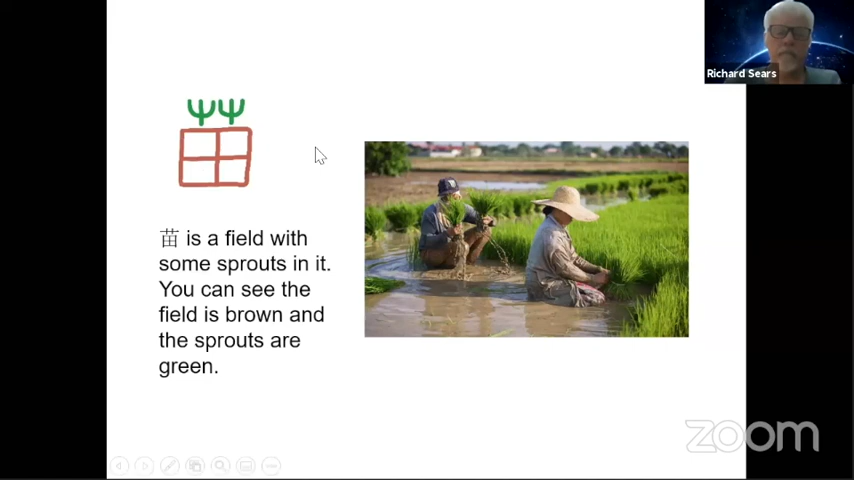 Richard Sears
苗 is a field with
some sprouts in it.
You can see the
field is brown and
the sprouts are
green.
zoom